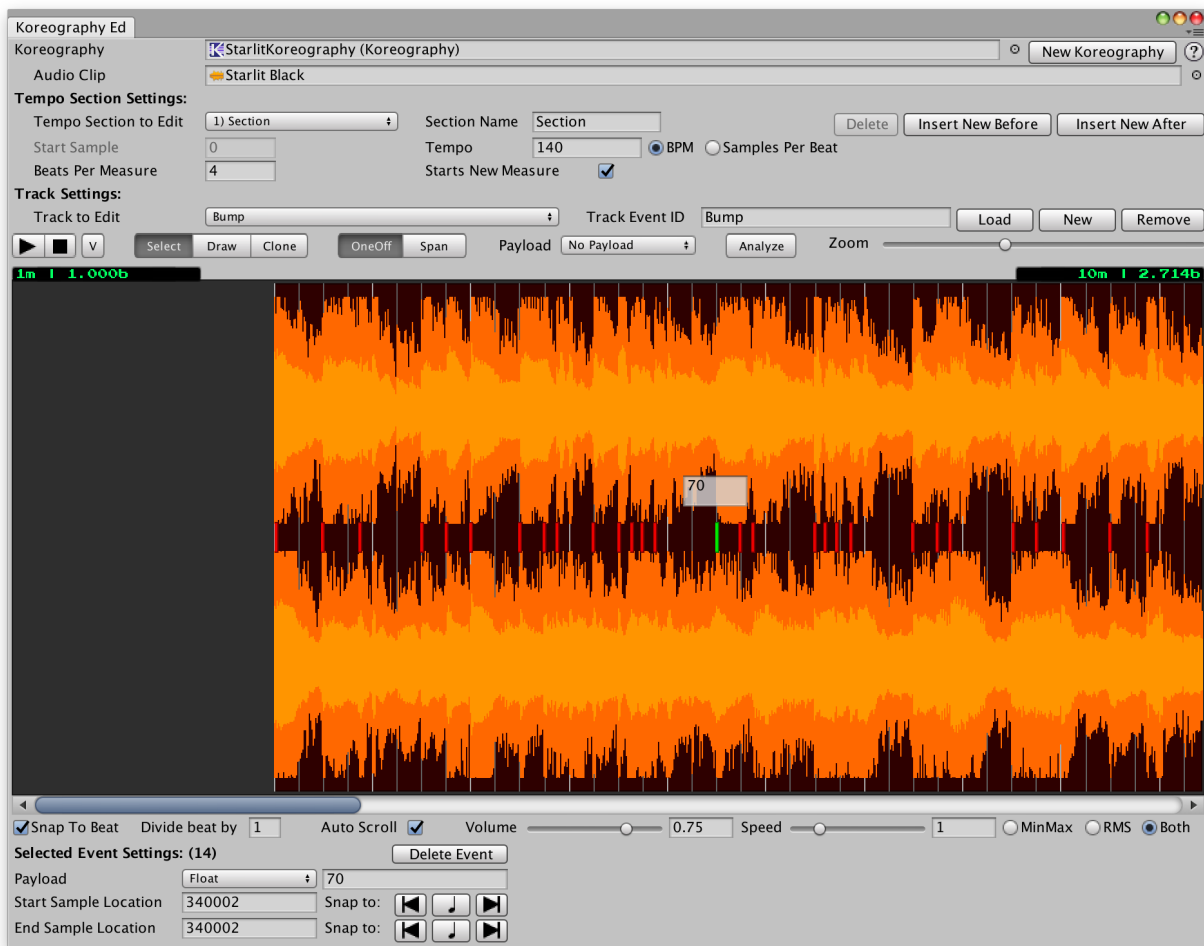 Koreography Ed
Koreography StarlitKoreography (Koreography) New Koreography ?
Audio Clip Starlit Black
Tempo Section Settings:
Tempo Section to Edit 1) Section Section Name Section Delete Insert New Before Insert New After
Start Sample 0 Tempo 140 BPM Samples Per Beat
Beats Per Measure 4 Starts New Measure
Track Settings:
Track to Edit Bump Track Event ID Bump Load New Remove
V Select Draw Clone OneOff Span Payload No Payload Analyze Zoom
1m | 1.000b 10m | 2.714b
70
Snap To Beat Divide beat by 1 Auto Scroll Volume 0.75 Speed 1 MinMax RMS Both
Selected Event Settings: (14) Delete Event
Payload Float 70
Start Sample Location 340002 Snap to:
End Sample Location 340002 Snap to: